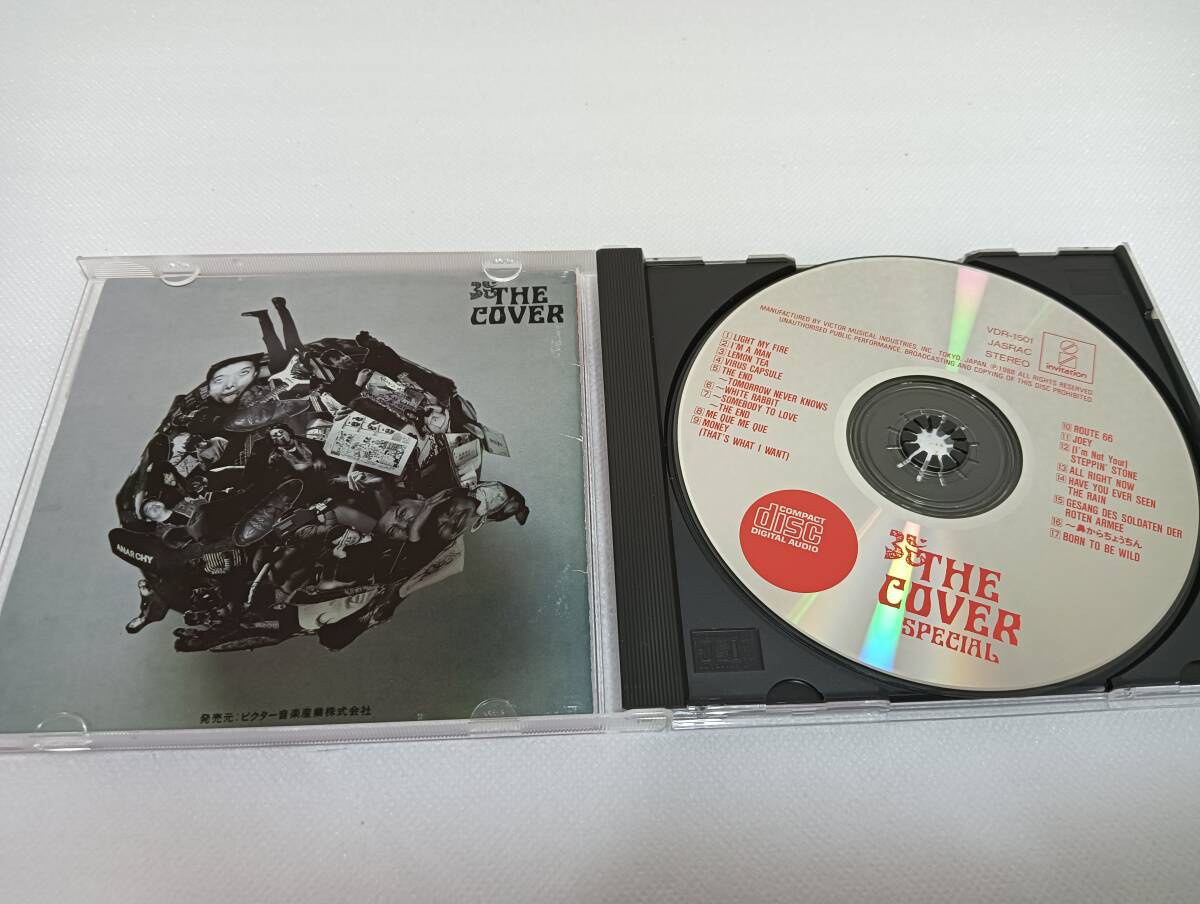 THE
COVER
ANARCHY
発売元:ビクター音楽産業株式会社
MANUFACTURED BY VICTOR MUSICAL INDUSTRIES, INC. TOKYO, JAPAN. Ⓟ1988 ALL RIGHTS RESERVED.
UNAUTHORISED PUBLIC PERFORMANCE, BROADCASTING AND COPYING OF THIS DISC PROHIBITED.
VDR-1501
JASRAC
STEREO
invitation
1 LIGHT MY FIRE
2 I'M A MAN
3 LEMON TEA
4 VIRUS CAPSULE
5 THE END
~TOMORROW NEVER KNOWS
6 ~WHITE RABBIT
7 ~SOMEBODY TO LOVE
~THE END
8 ME QUE ME QUE
9 MONEY
(THAT'S WHAT I WANT)
10 ROUTE 66
11 JOEY
12 [I'm Not Your]
STEPPIN' STONE
13 ALL RIGHT NOW
14 HAVE YOU EVER SEEN
THE RAIN
15 GESANG DES SOLDATEN DER
ROTEN ARMEE
16 ~鼻からちょうちん
17 BORN TO BE WILD
COMPACT
disc
DIGITAL AUDIO
THE
COVER
SPECIAL